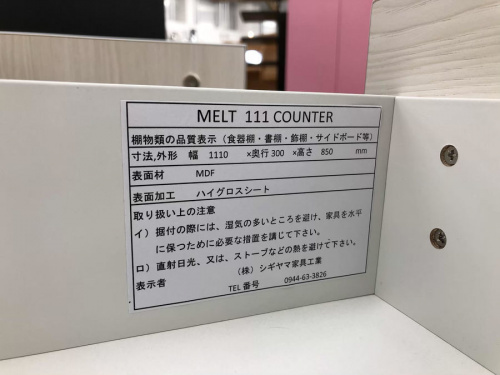 MELT 111 COUNTER
棚物類の品質表示（食器棚・書棚・飾棚・サイドボード等）
寸法,外形 幅 1110 ×奥行300 ×高さ 850 mm
表面材 MDF
表面加工 ハイグロスシート
取り扱い上の注意
イ）据付の際には、湿気の多いところを避け、家具を水平
に保つために必要な措置を講じて下さい。
ロ）直射日光、又は、ストーブなどの熱を避けて下さい。
表示者 （株）シギヤマ家具工業
TEL番号 0944-63-3826